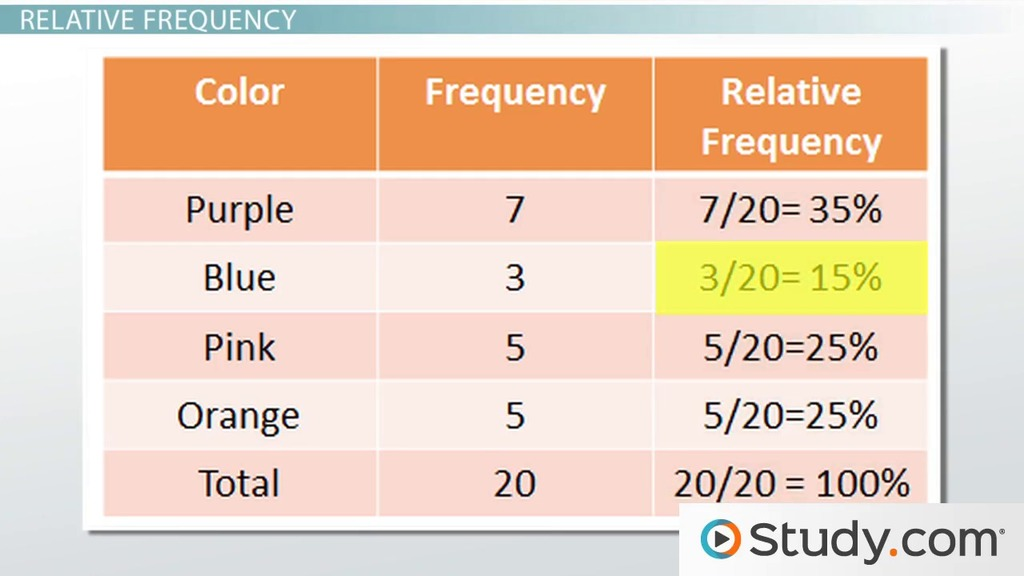 RELATIVE FREQUENCY
Color Frequency Relative
Frequency
Purple 7 7/20= 35%
Blue 3 3/20= 15%
Pink 5 5/20=25%
Orange 5 5/20=25%
Total 20 20/20 = 100%
Study.com®